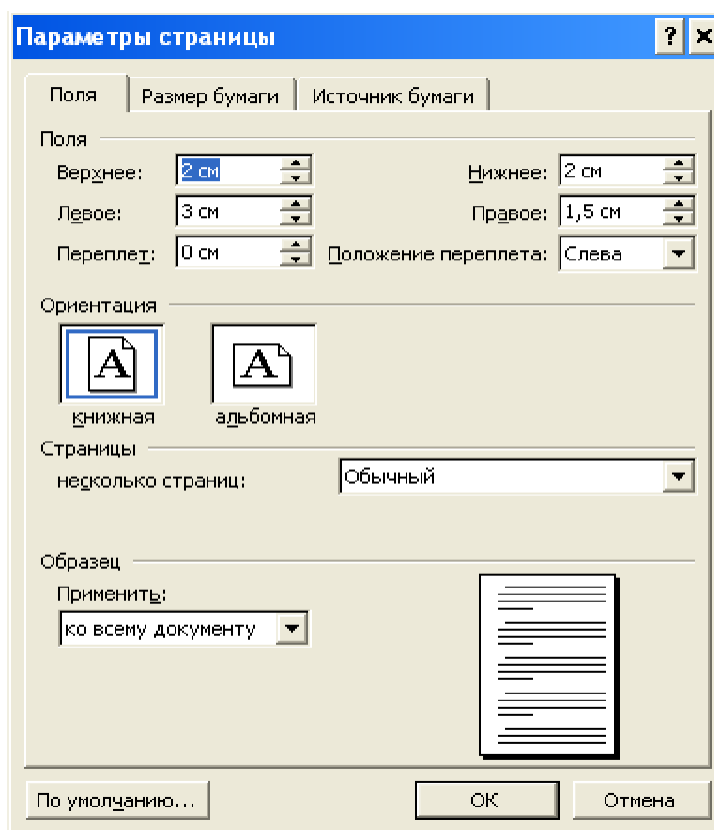 Параметры страницы
Поля Размер бумаги Источник бумаги
Поля
Верхнее: 2 см Нижнее: 2 см
Левое: 3 см Правое: 1,5 см
Переплет: 0 см Положение переплета: Слева
Ориентация
A A
книжная альбомная
Страницы
несколько страниц: Обычный
Образец
Применить:
ко всему документу
По умолчанию... ОК Отмена